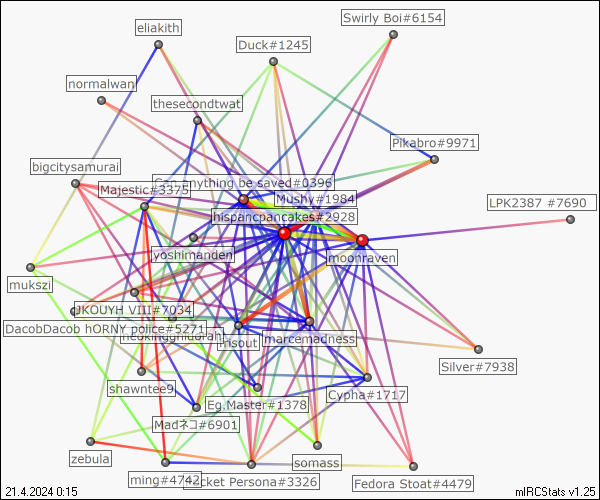 Swirly Boi#6154
eliakith
Duck#1245
normalwan
thesecondtwat
Pikabro#9971
bigcitysamurai
Can anything be saved#0396
Majestic#3375
Mushy#1984
LPK2387 #7690
hispancpancakes#2928
yoshimanden
moonraven
mukszi
JKOUYH VIII#7034
DacobDacob hORNY police#5271
marcemadness
Silver#7938
shawntee9
Cypha#1717
Eg.Master#1378
Madネコ#6901
zebula
somass
ming#4742
Persona#3326
Fedora Stoat#4479
21.4.2024 0:15
mIRCStats v1.25